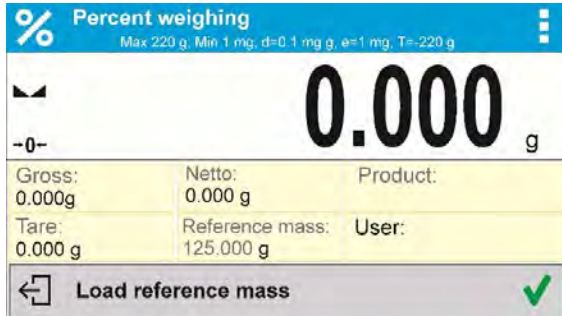 % Percent weighing
Max 220 g, Min 1 mg, d=0.1 mg g, e=1 mg, T=-220 g
0.000 g
→0←
Gross:
0.000g
Netto:
0.000 g
Product:
Tare:
0.000 g
Reference mass:
125.000 g
User:
Load reference mass